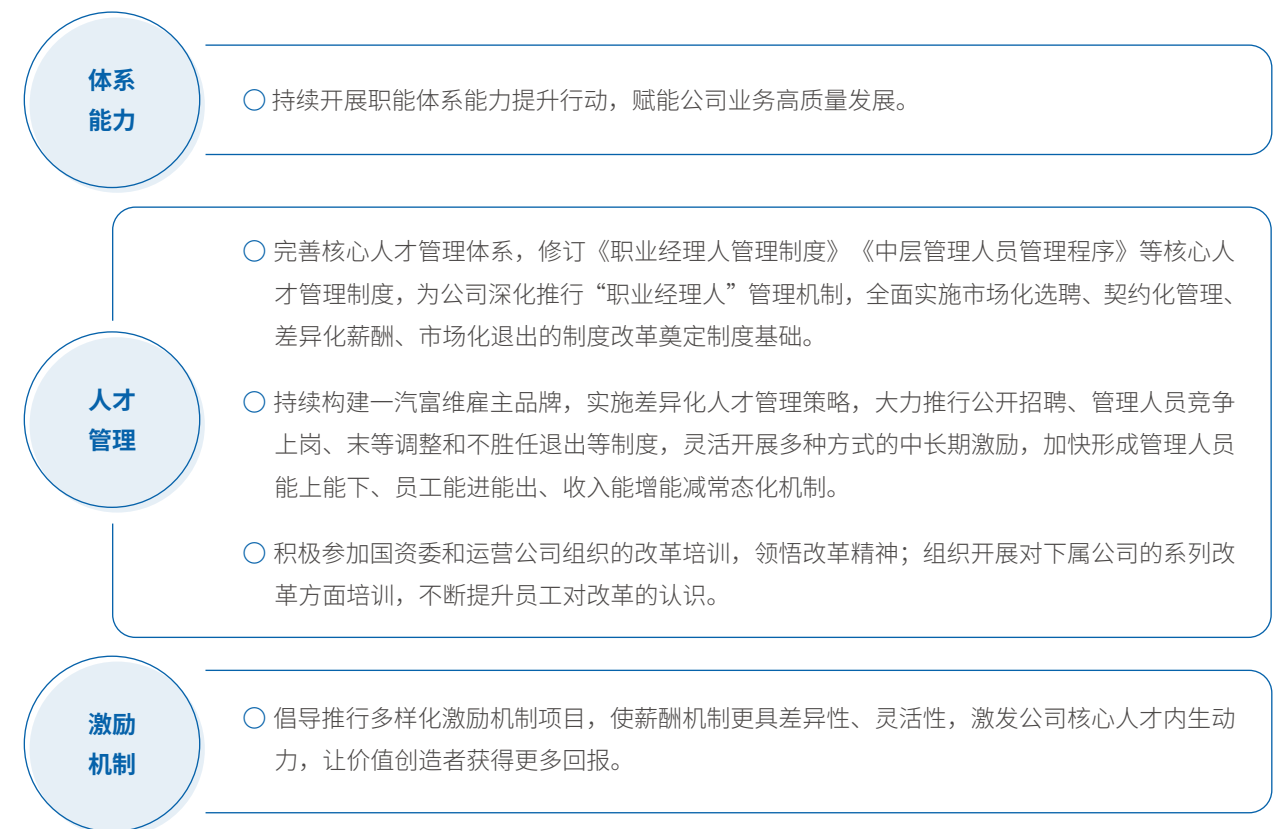 体系
能力
○ 持续开展职能体系能力提升行动，赋能公司业务高质量发展。
○ 完善核心人才管理体系，修订《职业经理人管理制度》《中层管理人员管理程序》等核心人
才管理制度，为公司深化推行“职业经理人”管理机制，全面实施市场化选聘、契约化管理、
差异化薪酬、市场化退出的制度改革奠定制度基础。
人才
管理
○ 持续构建一汽富维雇主品牌，实施差异化人才管理策略，大力推行公开招聘、管理人员竞争
上岗、末等调整和不胜任退出等制度，灵活开展多种方式的中长期激励，加快形成管理人员
能上能下、员工能进能出、收入能增能减常态化机制。
○ 积极参加国资委和运营公司组织的改革培训，领悟改革精神；组织开展对下属公司的系列改
革方面培训，不断提升员工对改革的认识。
激励
机制
○ 倡导推行多样化激励机制项目，使薪酬机制更具差异性、灵活性，激发公司核心人才内生动
力，让价值创造者获得更多回报。